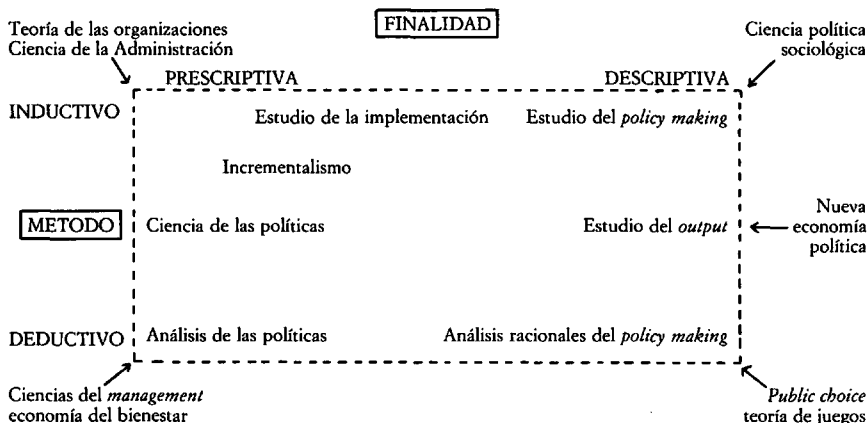 Teoría de las organizaciones
Ciencia de la Administración
FINALIDAD
Ciencia política
sociológica
PRESCRIPTIVA
DESCRIPTIVA
INDUCTIVO
Estudio de la implementación
Estudio del policy making
Incrementalismo
METODO
Ciencia de las políticas
Estudio del output
Nueva
economía
política
DEDUCTIVO
Análisis de las políticas
Análisis racionales del policy making
Ciencias del management
economía del bienestar
Public choice
teoría de juegos